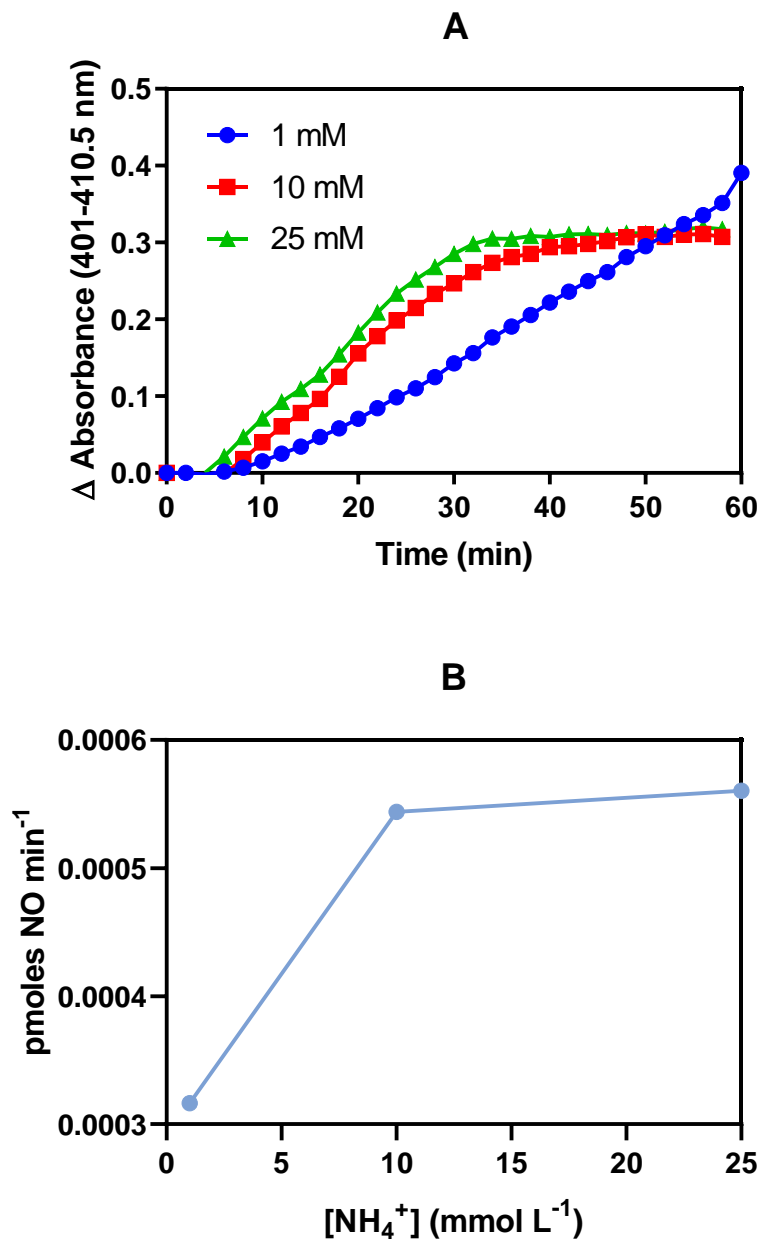 A
Δ Absorbance (401-410.5 nm)
0.5
0.4
0.3
0.2
0.1
0.0
1 mM
10 mM
25 mM
0 10 20 30 40 50 60
Time (min)
B
pmoles NO min⁻¹
0.0006
0.0005
0.0004
0.0003
0 5 10 15 20 25
[NH₄⁺] (mmol L⁻¹)